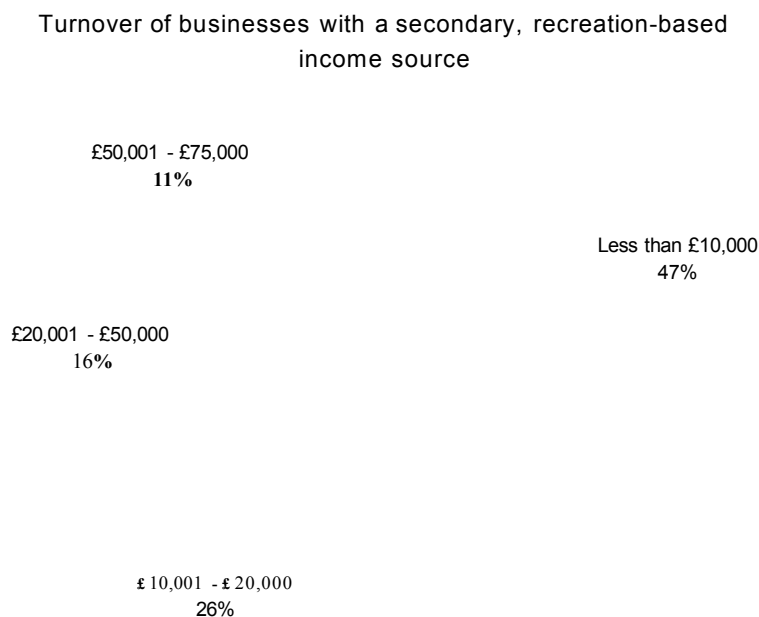 Turnover of businesses with a secondary, recreation-based
income source
£50,001 - £75,000
11%
Less than £10,000
47%
£20,001 - £50,000
16%
£ 10,001 - £ 20,000
26%